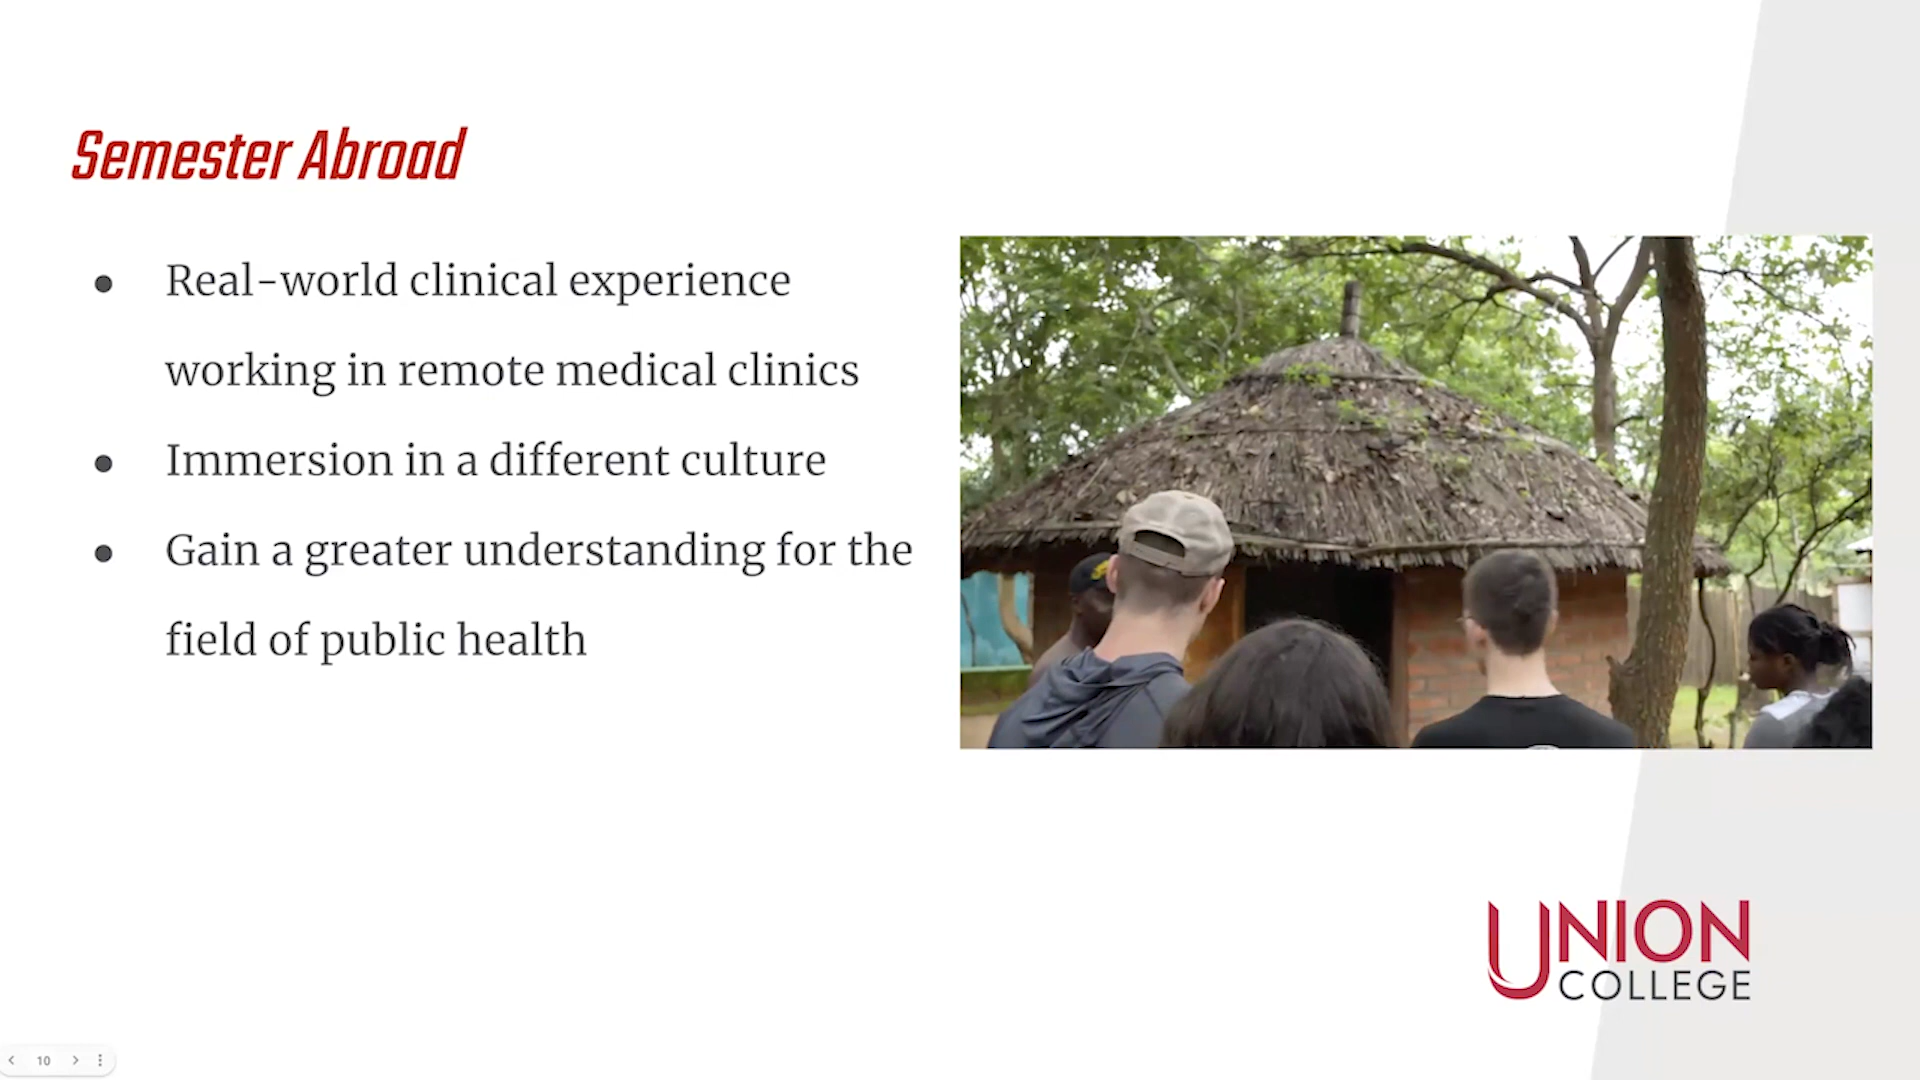 Semester Abroad
● Real-world clinical experience
working in remote medical clinics
● Immersion in a different culture
● Gain a greater understanding for the
field of public health
UNION
COLLEGE
10